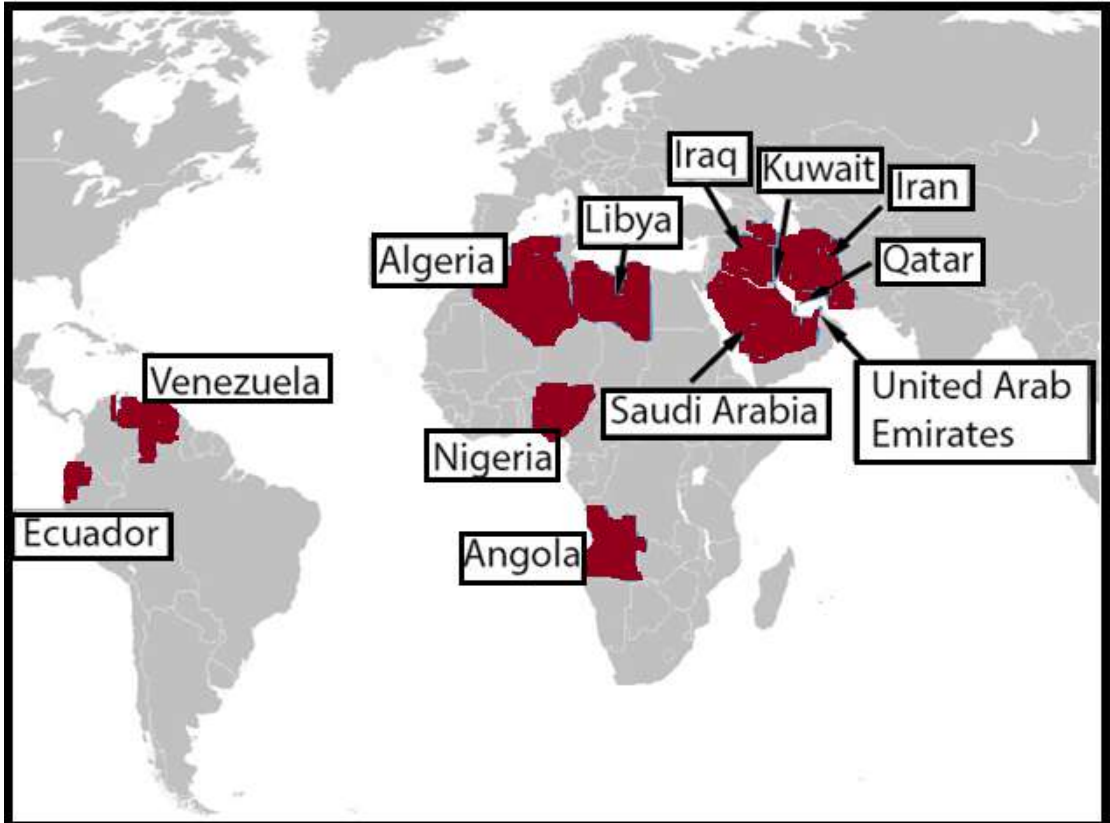 Iraq
Kuwait
Iran
Libya
Algeria
Qatar
Venezuela
Saudi Arabia
United Arab
Emirates
Nigeria
Ecuador
Angola